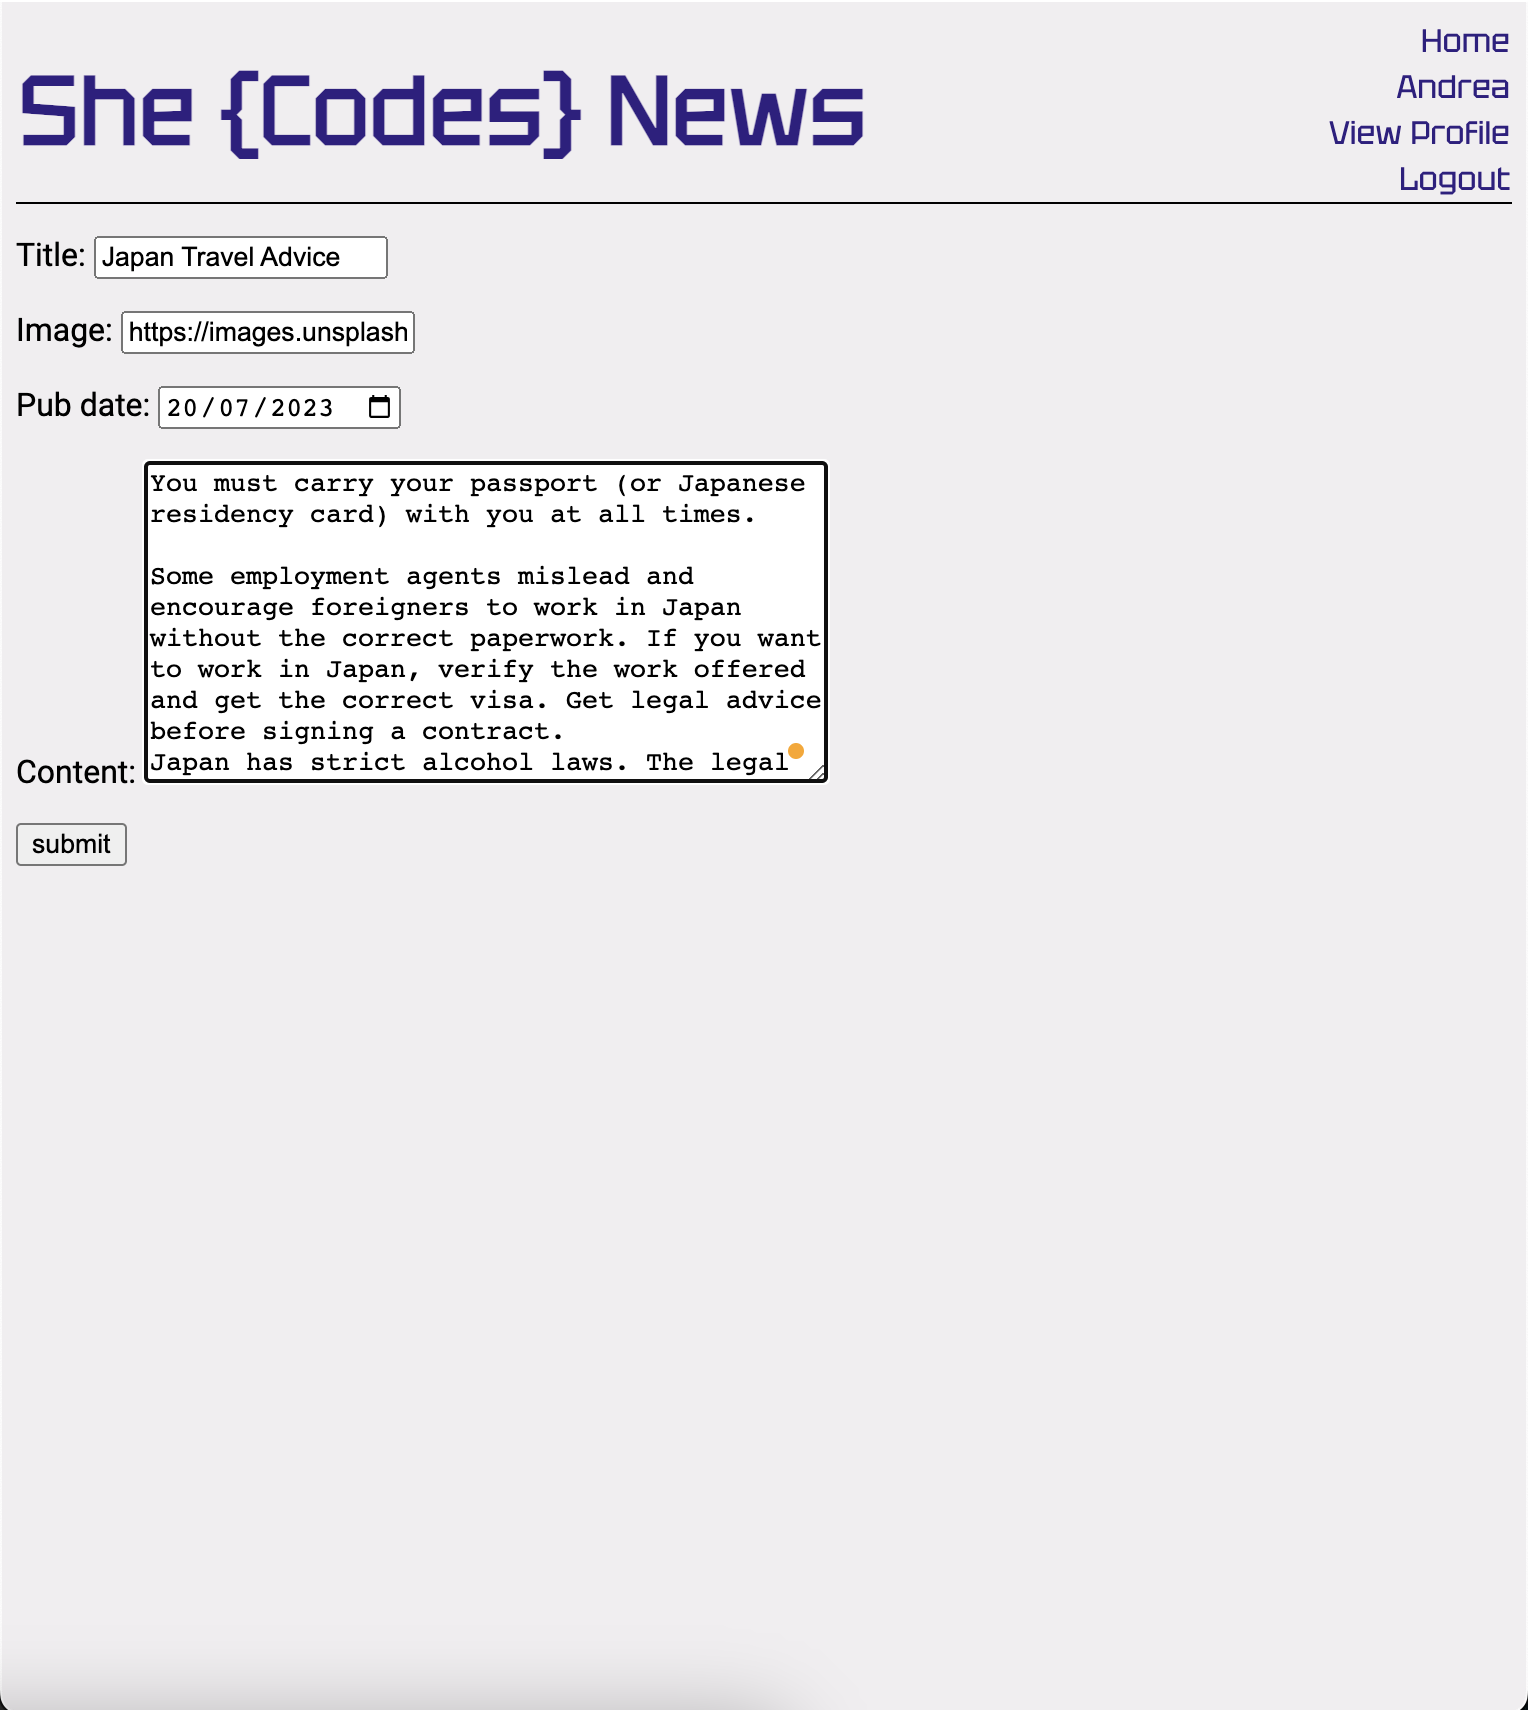 She {Codes} News
Home
Andrea
View Profile
Logout
Title: Japan Travel Advice
Image: https://images.unsplash
Pub date: 20/07/2023
You must carry your passport (or Japanese
residency card) with you at all times.
Some employment agents mislead and
encourage foreigners to work in Japan
without the correct paperwork. If you want
to work in Japan, verify the work offered
and get the correct visa. Get legal advice
before signing a contract.
Japan has strict alcohol laws. The legal
Content:
submit